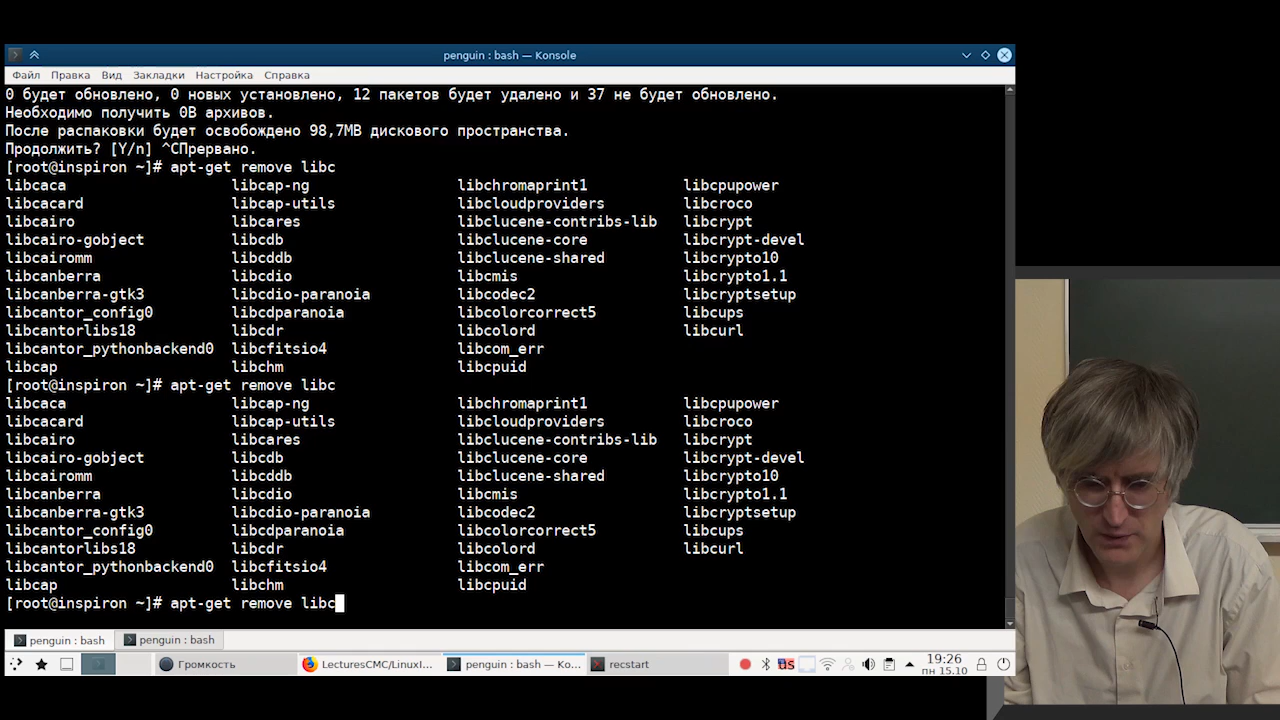 penguin : bash — Konsole
Файл Правка Вид Закладки Настройка Справка
0 будет обновлено, 0 новых установлено, 12 пакетов будет удалено и 37 не будет обновлено.
Необходимо получить 0B архивов.
После распаковки будет освобождено 98,7MB дискового пространства.
Продолжить? [Y/n] ^CПрервано.
[root@inspiron ~]# apt-get remove libc
libcaca libcap-ng libchromaprint1 libcpupower
libcacard libcap-utils libcloudproviders libcroco
libcairo libcares libclucene-contribs-lib libcrypt
libcairo-gobject libcdb libclucene-core libcrypt-devel
libcairomm libcddb libclucene-shared libcrypto10
libcanberra libcdio libcmis libcrypto1.1
libcanberra-gtk3 libcdio-paranoia libcodec2 libcryptsetup
libcantor_config0 libcdparanoia libcolorcorrect5 libcups
libcantorlibs18 libcdr libcolord libcurl
libcantor_pythonbackend0 libcfitsio4 libcom_err
libcap libchm libcpuid
[root@inspiron ~]# apt-get remove libc
libcaca libcap-ng libchromaprint1 libcpupower
libcacard libcap-utils libcloudproviders libcroco
libcairo libcares libclucene-contribs-lib libcrypt
libcairo-gobject libcdb libclucene-core libcrypt-devel
libcairomm libcddb libclucene-shared libcrypto10
libcanberra libcdio libcmis libcrypto1.1
libcanberra-gtk3 libcdio-paranoia libcodec2 libcryptsetup
libcantor_config0 libcdparanoia libcolorcorrect5 libcups
libcantorlibs18 libcdr libcolord libcurl
libcantor_pythonbackend0 libcfitsio4 libcom_err
libcap libchm libcpuid
[root@inspiron ~]# apt-get remove libc
penguin : bash penguin : bash
Громкость LecturesCMC/LinuxI... penguin : bash — Ko... recstart us 19:26
пн 15.10